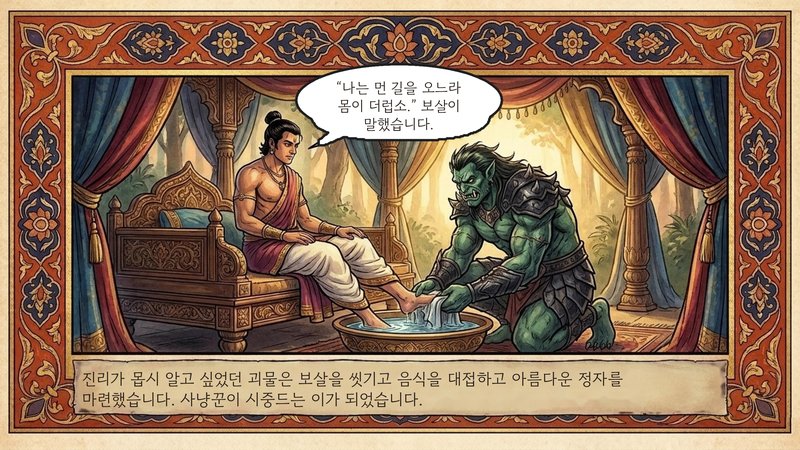 “나는 먼 길을 오느라
몸이 더럽소.” 보살이
말했습니다.
진리가 몹시 알고 싶었던 괴물은 보살을 씻기고 음식을 대접하고 아름다운 정자를
마련했습니다. 사냥꾼이 시중드는 이가 되었습니다.